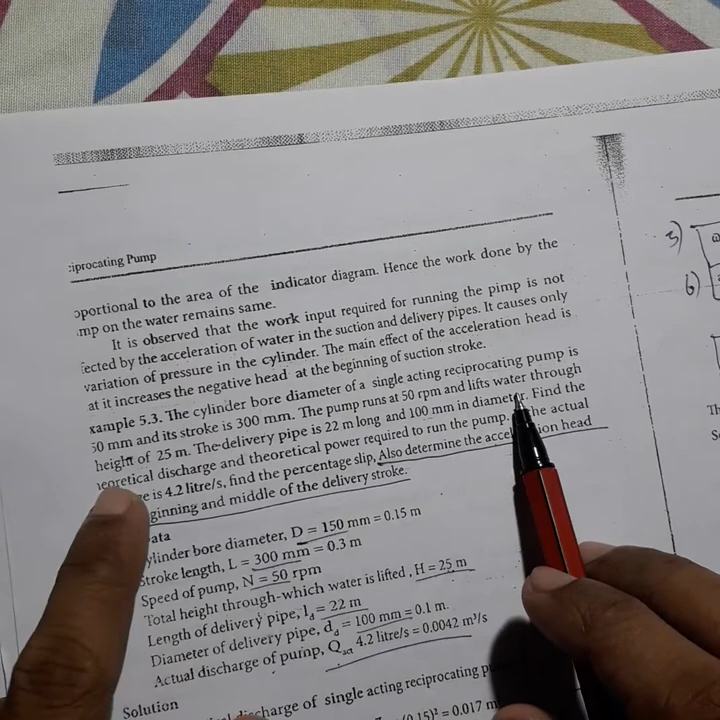 :iprocating Pump
oportional to the area of the indicator diagram. Hence the work done by the
mp on the water remains same.
It is observed that the work input required for running the pimp is not
fected by the acceleration of water in the suction and delivery pipes. It causes only
variation of pressure in the cylinder. The main effect of the acceleration head is
at it increases the negative head at the beginning of suction stroke.
xample 5.3. The cylinder bore diameter of a single acting reciprocating pump is
50 mm and its stroke is 300 mm. The pump runs at 50 rpm and lifts water through
height of 25 m. The delivery pipe is 22 m long and 100 mm in diameter. Find the
eoretical discharge and theoretical power required to run the pump. the actual
ge is 4.2 litre/s, find the percentage slip, Also determine the head
ginning and middle of the delivery stroke.
ata
ylinder bore diameter, D = 150 mm = 0.15 m
Stroke length, L = 300 mm = 0.3 m
Speed of pump, N = 50 rpm
Total height through-which water is lifted, H = 25 m
Length of delivery pipe, ld = 22 m
Diameter of delivery pipe, dd = 100 mm = 0.1 m.
Actual discharge of pump, Qact 4.2 litre/s = 0.0042 m³/s
Solution
discharge of single acting reciprocating
(0.15)² = 0.017 m
3)
6)
Th